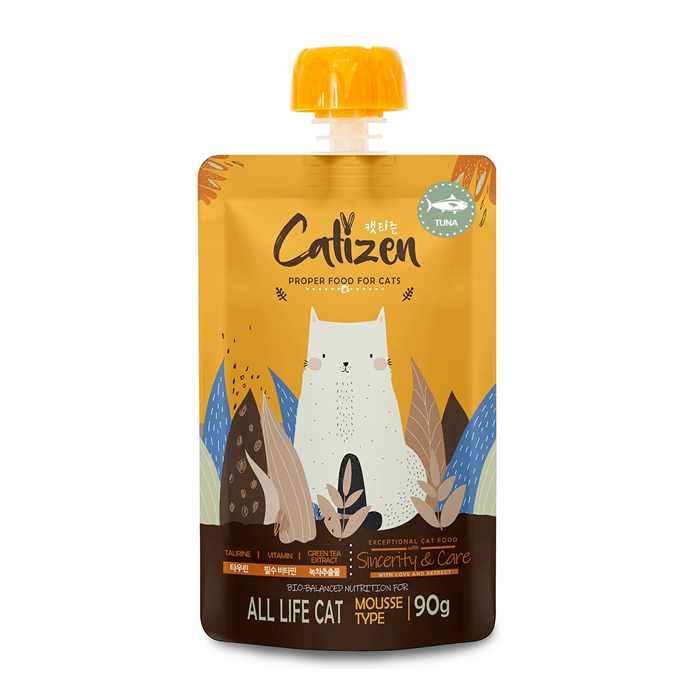 캣티즌
Catizen
TUNA
PROPER FOOD FOR CATS
TAURINE | VITAMIN | GREEN TEA EXTRACT
타우린 필수 비타민 녹차추출물
EXCEPTIONAL CAT FOOD
with
Sincerity & Care
WITH LOVE AND RESPECT
BIO-BALANCED NUTRITION FOR
ALL LIFE CAT MOUSSE TYPE | 90g